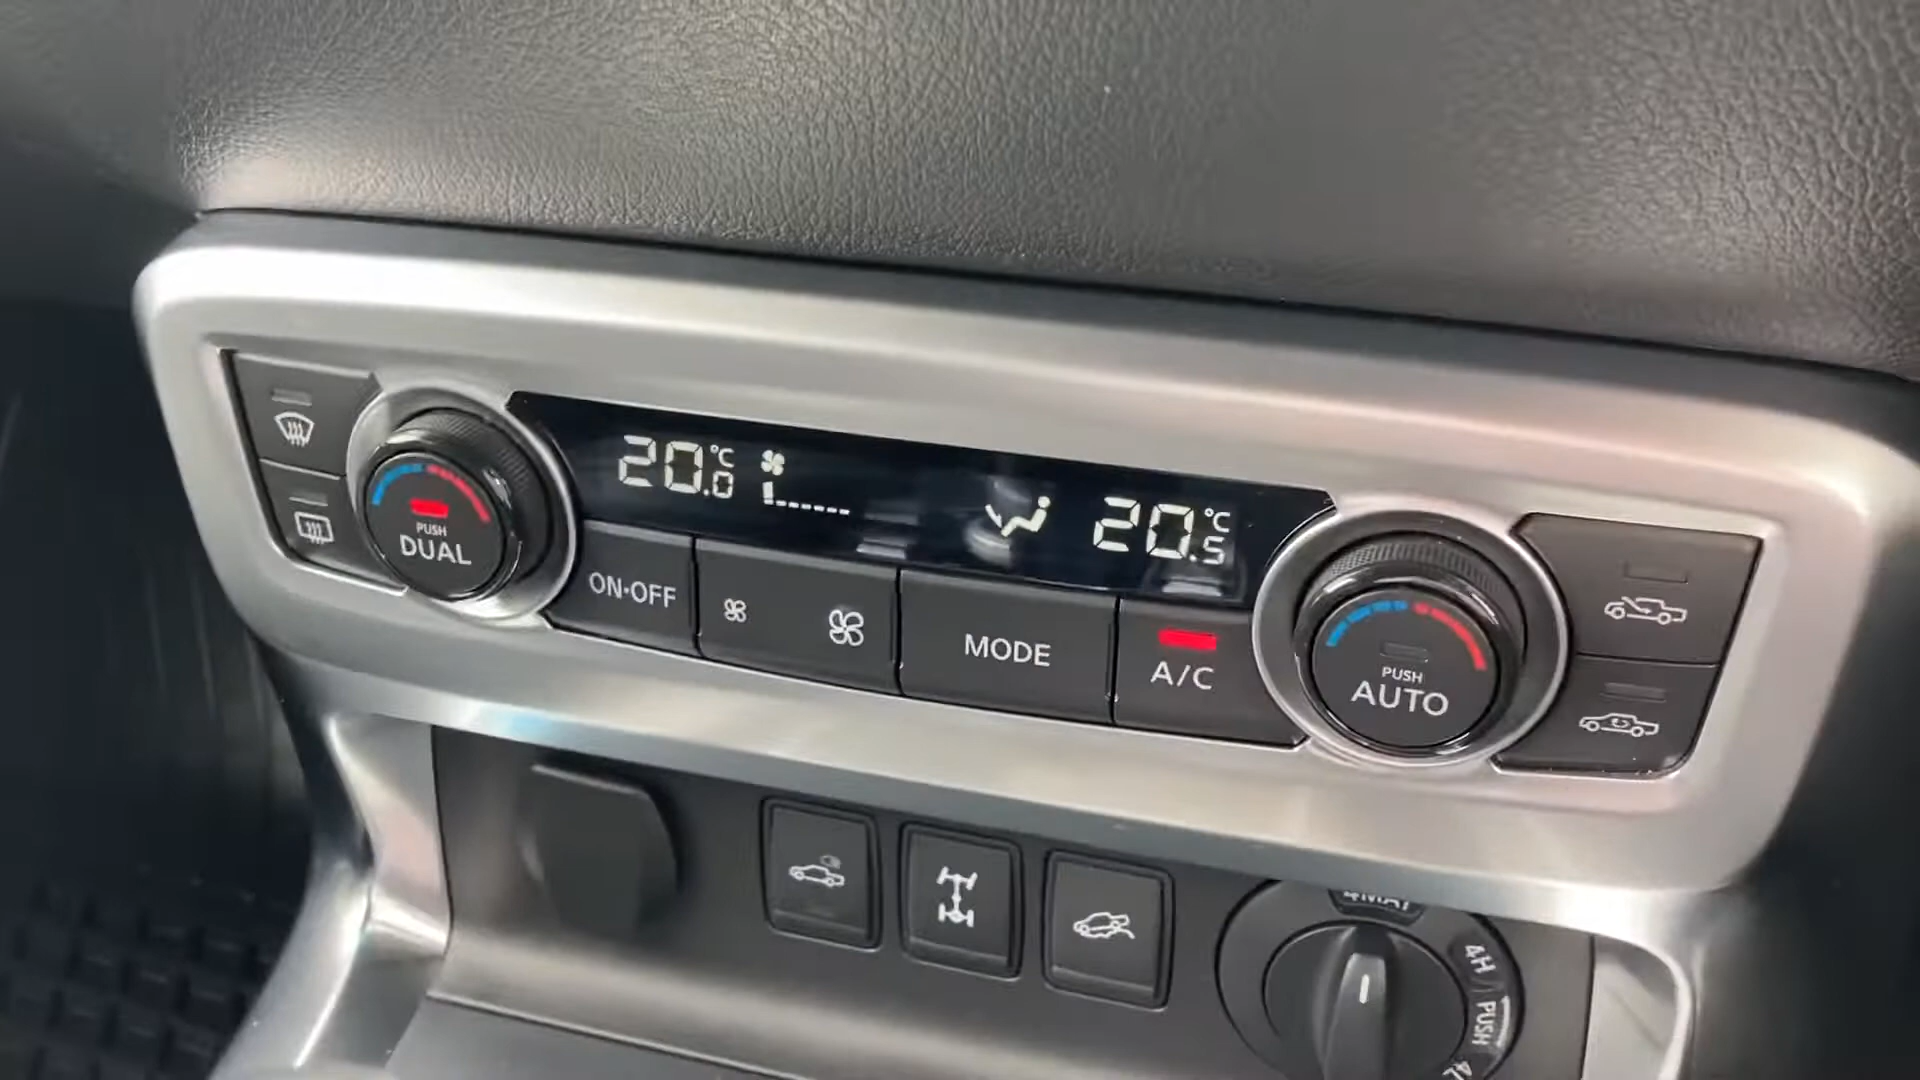 20.0°C
20.5°C
PUSH
DUAL
ON·OFF
MODE
A/C
PUSH
AUTO
4H
PUSH